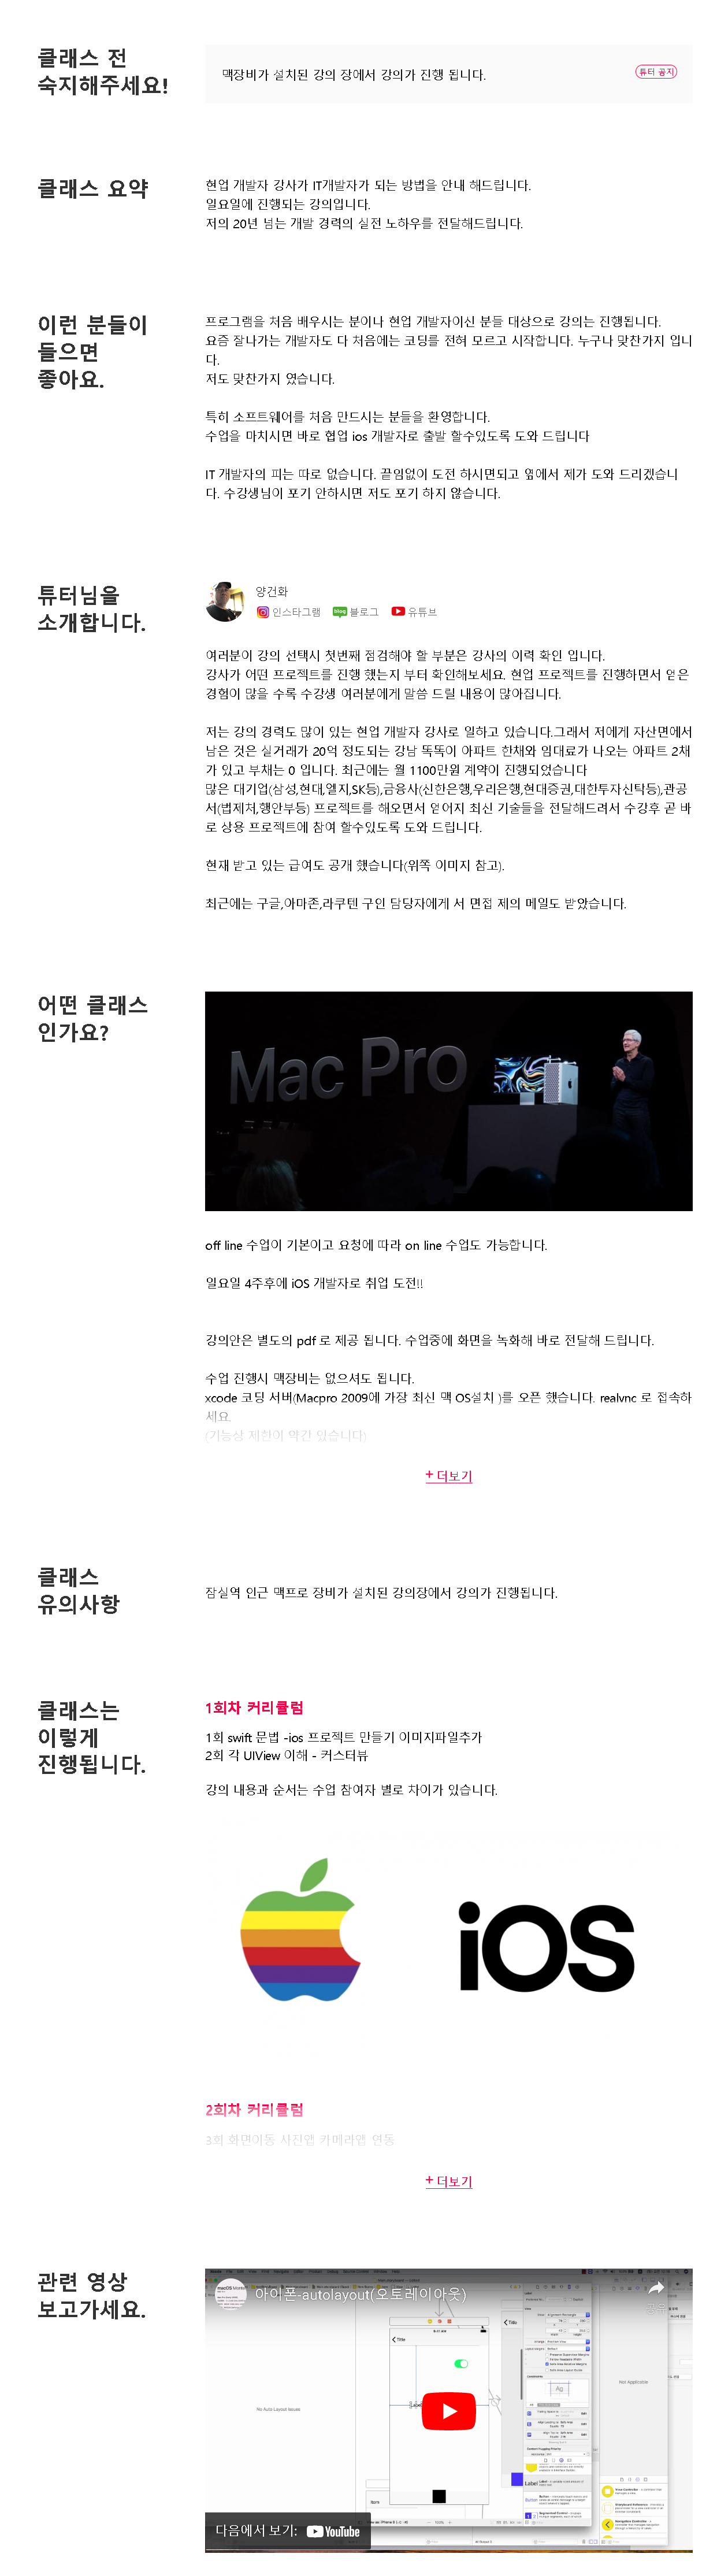 클래스 전
숙지해주세요!
맥장비가 설치된 강의 장에서 강의가 진행 됩니다.
튜터 공지
클래스 요약
현업 개발자 강사가 IT개발자가 되는 방법을 안내 해드립니다.
일요일에 진행되는 강의입니다.
저의 20년 넘는 개발 경력의 실전 노하우를 전달해드립니다.
이런 분들이
들으면
좋아요.
프로그램을 처음 배우시는 분이나 현업 개발자이신 분들 대상으로 강의는 진행됩니다.
요즘 잘나가는 개발자도 다 처음에는 코딩를 전혀 모르고 시작합니다. 누구나 맞찬가지 입니
다.
저도 맞찬가지 였습니다.
특히 소프트웨어를 처음 만드시는 분들을 환영합니다.
수업을 마치시면 바로 협업 ios 개발자로 출발 할수있도록 도와 드립니다
IT 개발자의 피는 따로 없습니다. 끝임없이 도전 하시면되고 옆에서 제가 도와 드리겠습니
다. 수강생님이 포기 안하시면 저도 포기 하지 않습니다.
튜터님을
소개합니다.
양건화
인스타그램
blog 블로그
유튜브
여러분이 강의 선택시 첫번째 점검해야 할 부분은 강사의 이력 확인 입니다.
강사가 어떤 프로젝트를 진행 했는지 부터 확인해보세요. 현업 프로젝트를 진행하면서 얻은
경험이 많을 수록 수강생 여러분에게 말씀 드릴 내용이 많아집니다.
저는 강의 경력도 많이 있는 현업 개발자 강사로 일하고 있습니다.그래서 저에게 자산면에서
남은 것은 실거래가 20억 정도되는 강남 똑똑이 아파트 한채와 임대료가 나오는 아파트 2채
가 있고 부채는 0 입니다. 최근에는 월 1100만원 계약이 진행되었습니다
많은 대기업(삼성,현대,엘지,SK등),금융사(신한은행,우리은행,현대증권,대한투자신탁등),관공
서(법제처,행안부등) 프로젝트를 해오면서 얻어지 최신 기술들을 전달해드려서 수강후 곧 바
로 상용 프로젝트에 참여 할수있도록 도와 드립니다.
현재 받고 있는 급여도 공개 했습니다(위쪽 이미지 참고).
최근에는 구글,아마존,라쿠텐 구인 담당자에게 서 면접 제의 메일도 받았습니다.
어떤 클래스
인가요?
Mac Pro
off line 수업이 기본이고 요청에 따라 on line 수업도 가능합니다.
일요일 4주후에 iOS 개발자로 취업 도전!!
강의안은 별도의 pdf 로 제공 됩니다. 수업중에 화면을 녹화해 바로 전달해 드립니다.
수업 진행시 맥장비는 없으셔도 됩니다.
xcode 코딩 서버(Macpro 2009에 가장 최신 맥 OS설치 )를 오픈 했습니다. realvnc 로 접속하
세요.
(기능상 제한이 약간 있습니다)
+ 더보기
클래스
유의사항
잠실역 인근 맥프로 장비가 설치된 강의장에서 강의가 진행됩니다.
클래스는
이렇게
진행됩니다.
1회차 커리큘럼
1회 swift 문법 -ios 프로젝트 만들기 이미지파일추가
2회 각 UIView 이해 - 커스터뷰
강의 내용과 순서는 수업 참여자 별로 차이가 있습니다.
iOS
2회차 커리큘럼
3회 화면이동 사진앱 카메라앱 연동
+ 더보기
관련 영상
보고가세요.
아이폰-autolayout(오토레이아웃)
공유
Title
Title
No Auto Layout Issues
Not Applicable
Ag
Label
다음에서 보기: YouTube